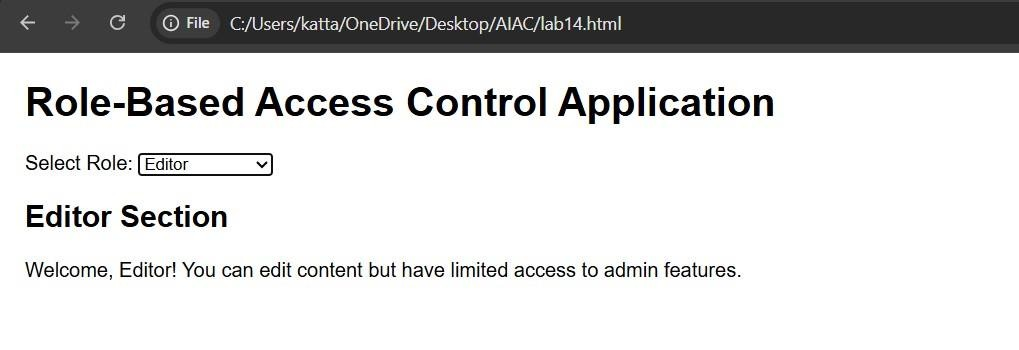 File C:/Users/katta/OneDrive/Desktop/AIAC/lab14.html
Role-Based Access Control Application
Select Role: Editor
Editor Section
Welcome, Editor! You can edit content but have limited access to admin features.